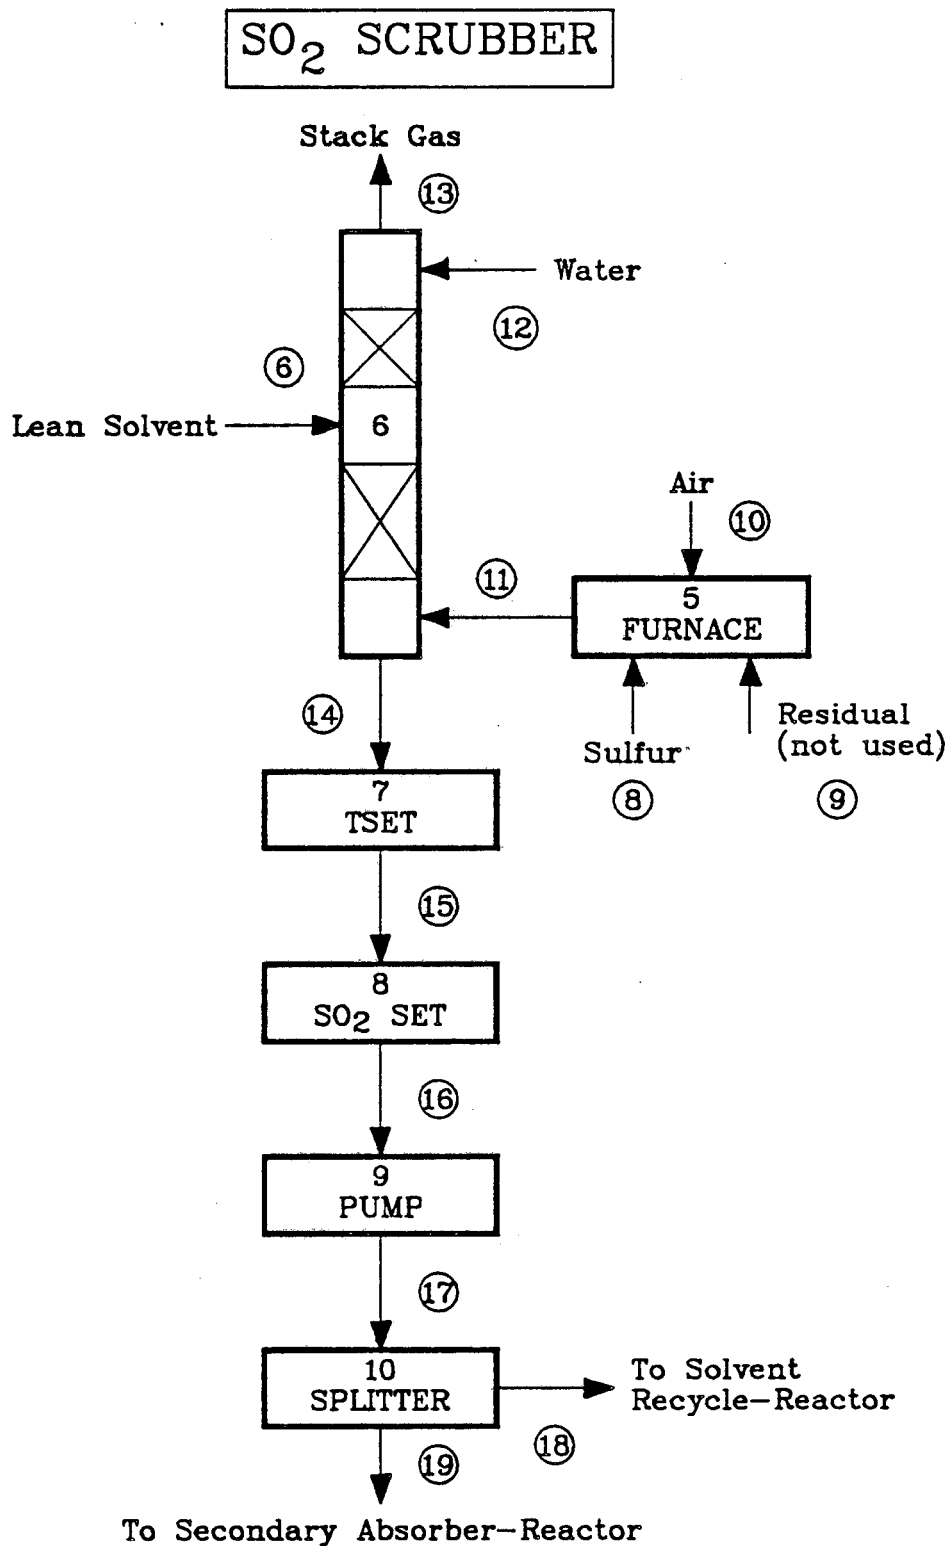 SO2 SCRUBBER
Stack Gas
13
Water
12
6
Lean Solvent
6
Air
10
11
5
FURNACE
14
Sulfur
8
Residual
(not used)
9
7
TSET
15
8
SO2 SET
16
9
PUMP
17
10
SPLITTER
To Solvent
Recycle-Reactor
18
19
To Secondary Absorber-Reactor